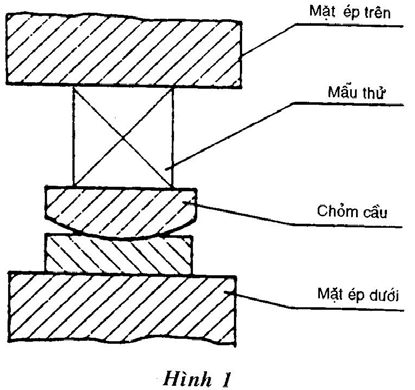 Mặt ép trên
Mẫu thử
Chỏm cầu
Mặt ép dưới
Hình 1